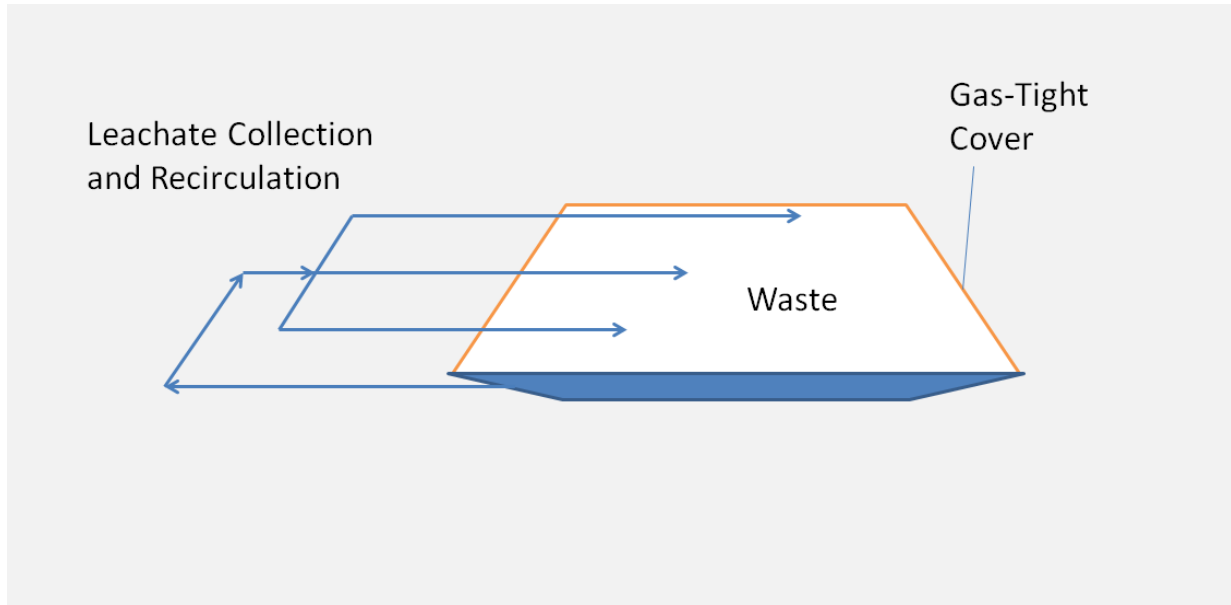 Leachate Collection
and Recirculation
Gas-Tight
Cover
Waste